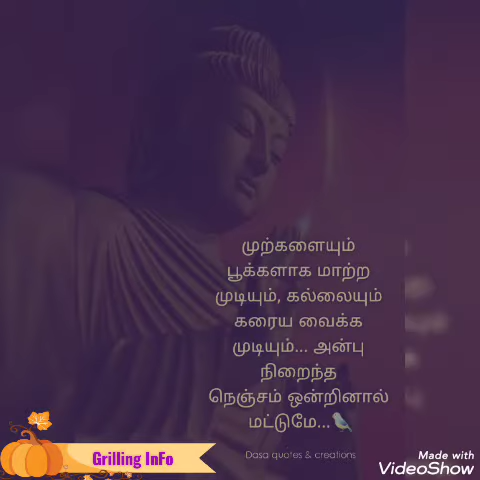 முற்களையும்
பூக்களாக மாற்ற
முடியும், கல்லையும்
கரைய வைக்க
முடியும்... அன்பு
நிறைந்த
நெஞ்சம் ஒன்றினால்
மட்டுமே...
Dasa quotes & creations
Grilling InFo
Made with
VideoShow